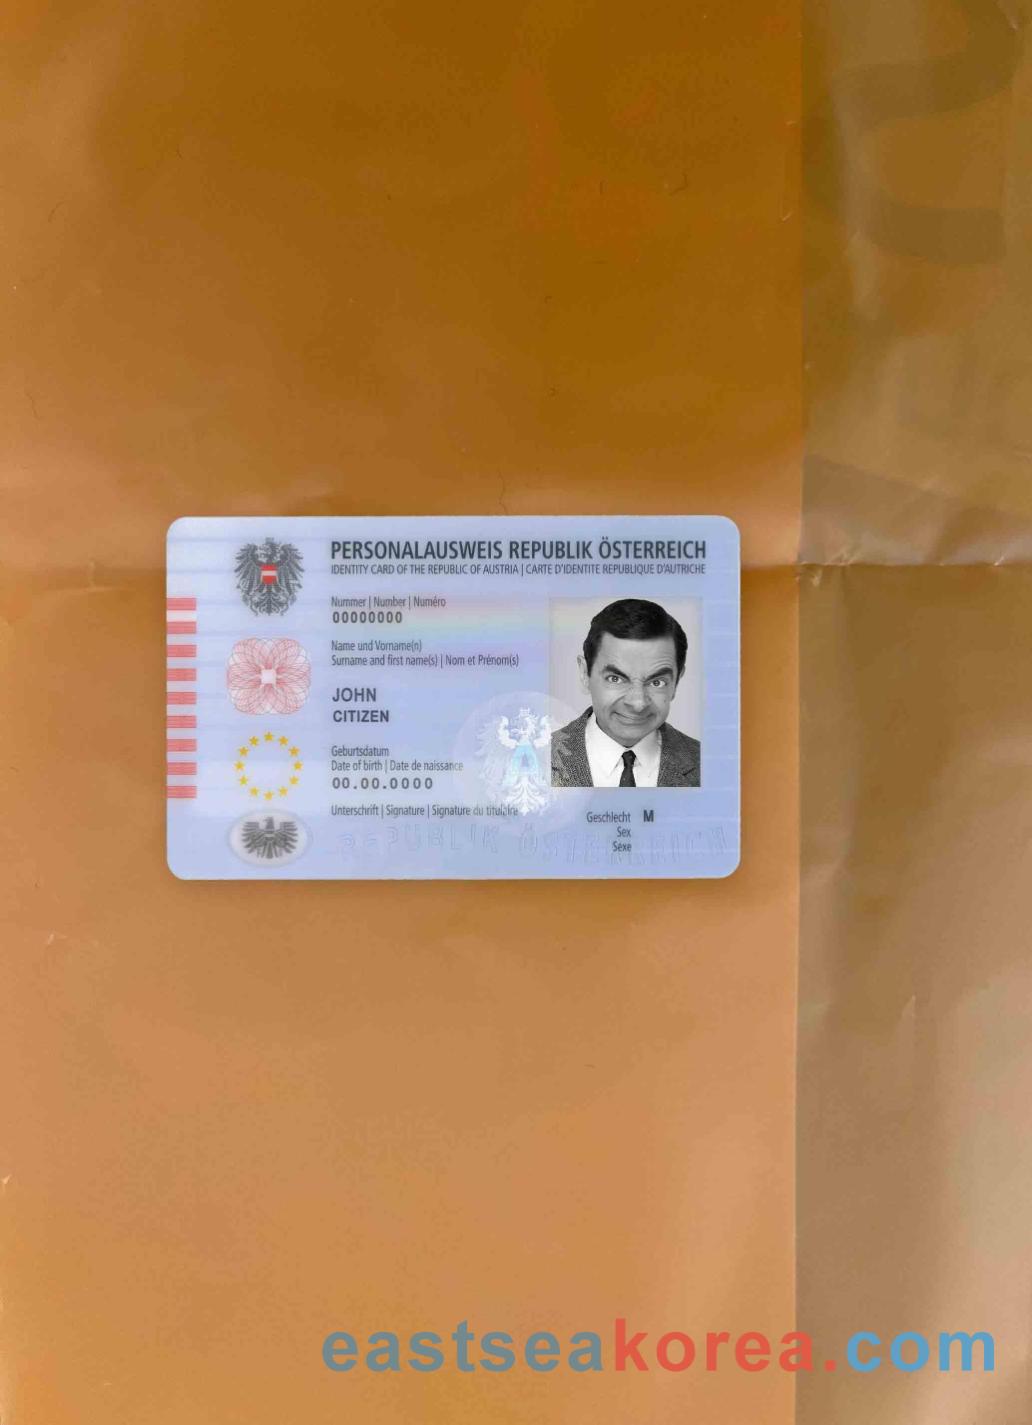 PERSONALAUSWEIS REPUBLIK ÖSTERREICH
IDENTITY CARD OF THE REPUBLIC OF AUSTRIA | CARTE D'IDENTITE REPUBLIQUE D'AUTRICHE
Nummer | Number | Numéro
00000000
Name und Vorname(n)
Surname and first name(s) | Nom et Prénom(s)
JOHN
CITIZEN
Geburtsdatum
Date of birth | Date de naissance
00.00.0000
Unterschrift | Signature | Signature du titulaire
Geschlecht M
Sex
Sexe
REPUBLIK ÖSTERREICH
A
eastseakorea.com